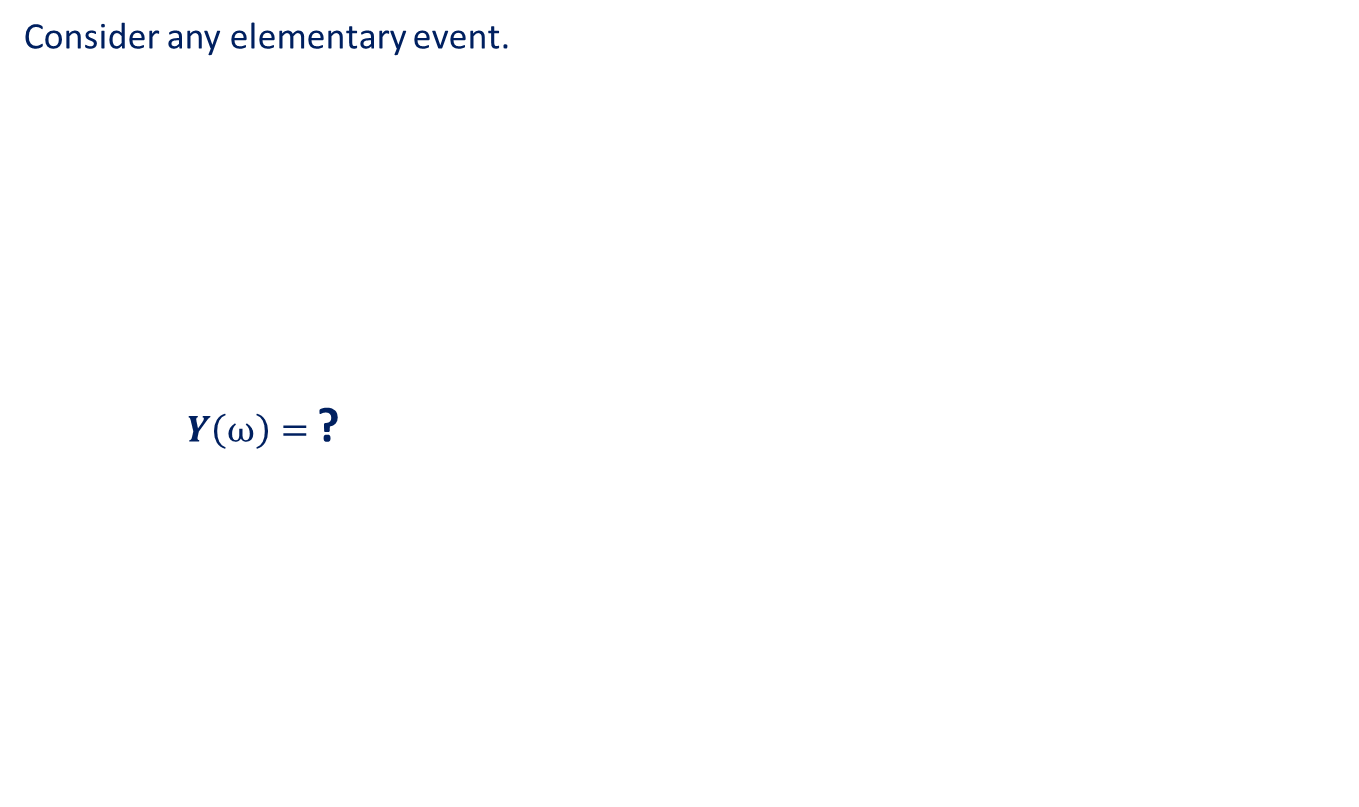 Consider any elementary event.
Y(ω) = ?